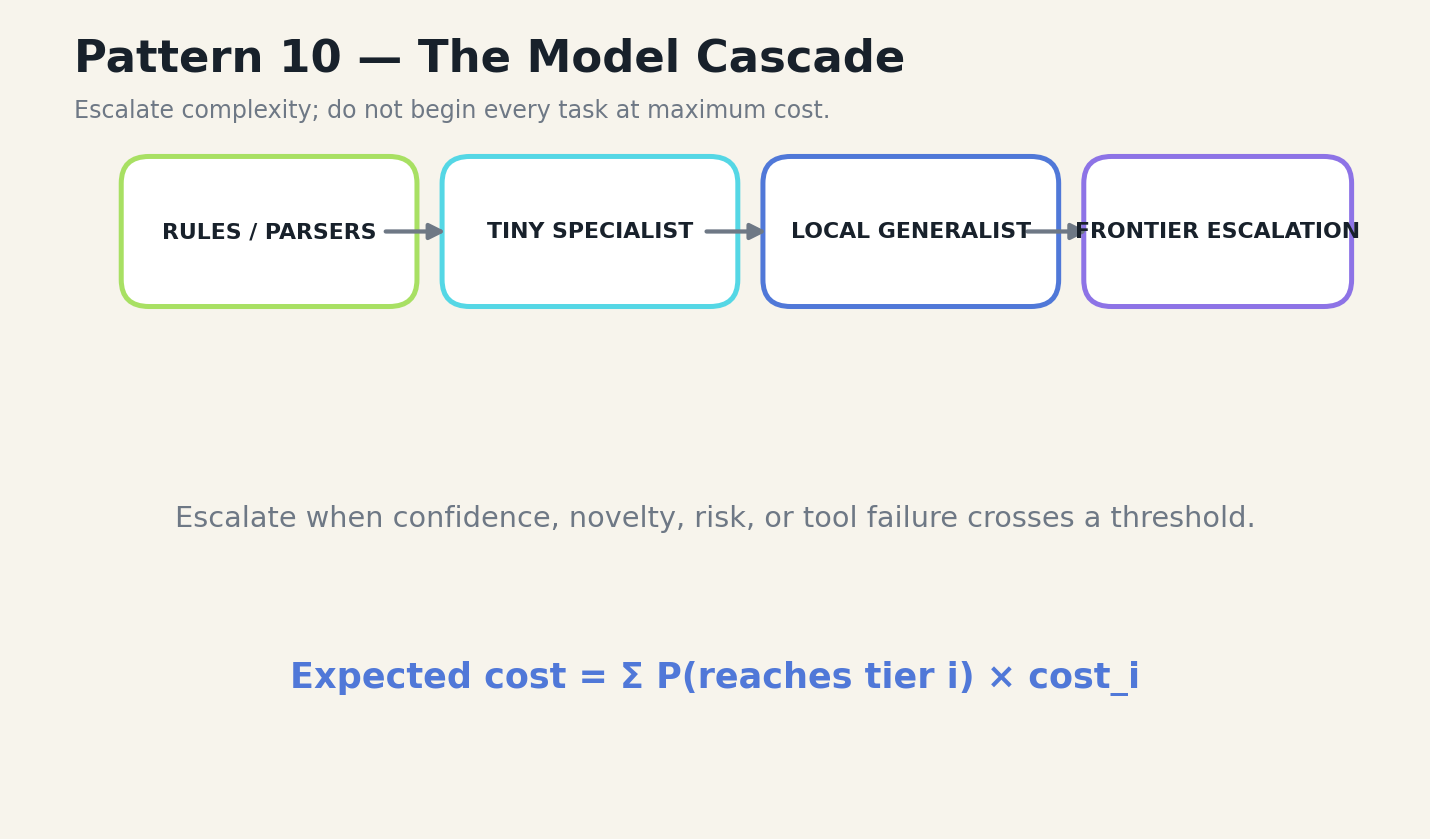 Pattern 10 — The Model Cascade
Escalate complexity; do not begin every task at maximum cost.
RULES / PARSERS
TINY SPECIALIST
LOCAL GENERALIST
FRONTIER ESCALATION
Escalate when confidence, novelty, risk, or tool failure crosses a threshold.
Expected cost = Σ P(reaches tier i) × cost_i